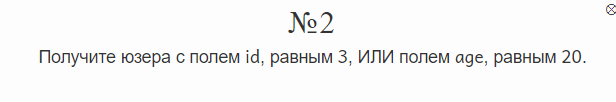 №2
Получите юзера с полем id, равным 3, ИЛИ полем age, равным 20.